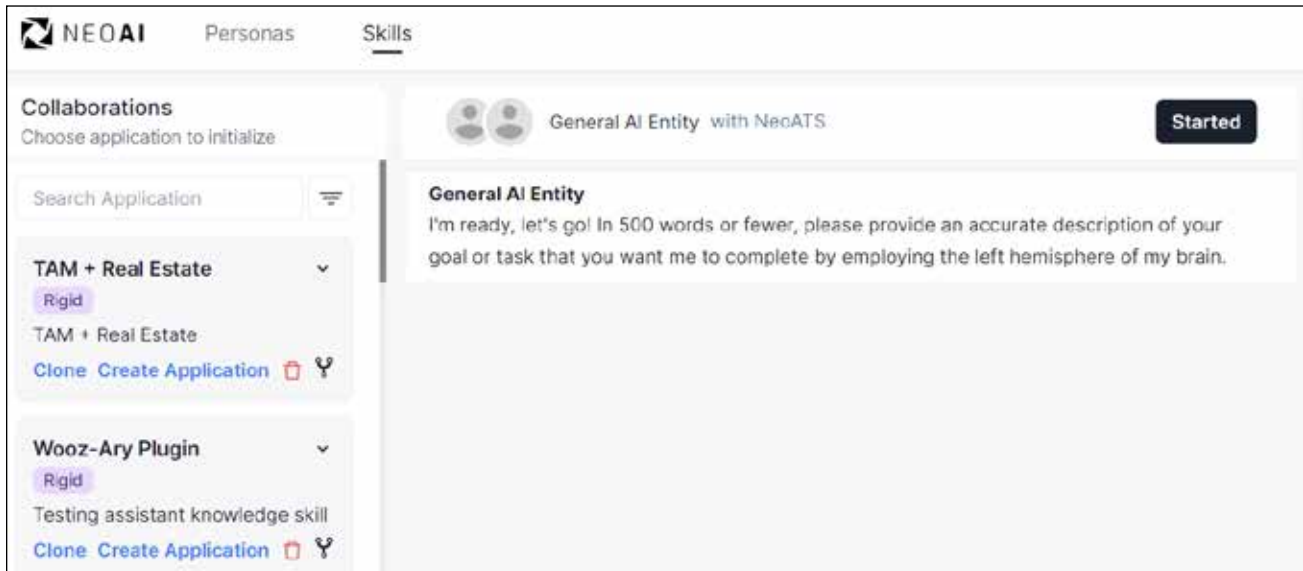 NEOAI Personas Skills
Collaborations
Choose application to initialize
Search Application
TAM + Real Estate
Rigid
TAM + Real Estate
Clone Create Application
Wooz-Ary Plugin
Rigid
Testing assistant knowledge skill
Clone Create Application
General AI Entity with NeoATS
Started
General AI Entity
I'm ready, let's go! In 500 words or fewer, please provide an accurate description of your
goal or task that you want me to complete by employing the left hemisphere of my brain.